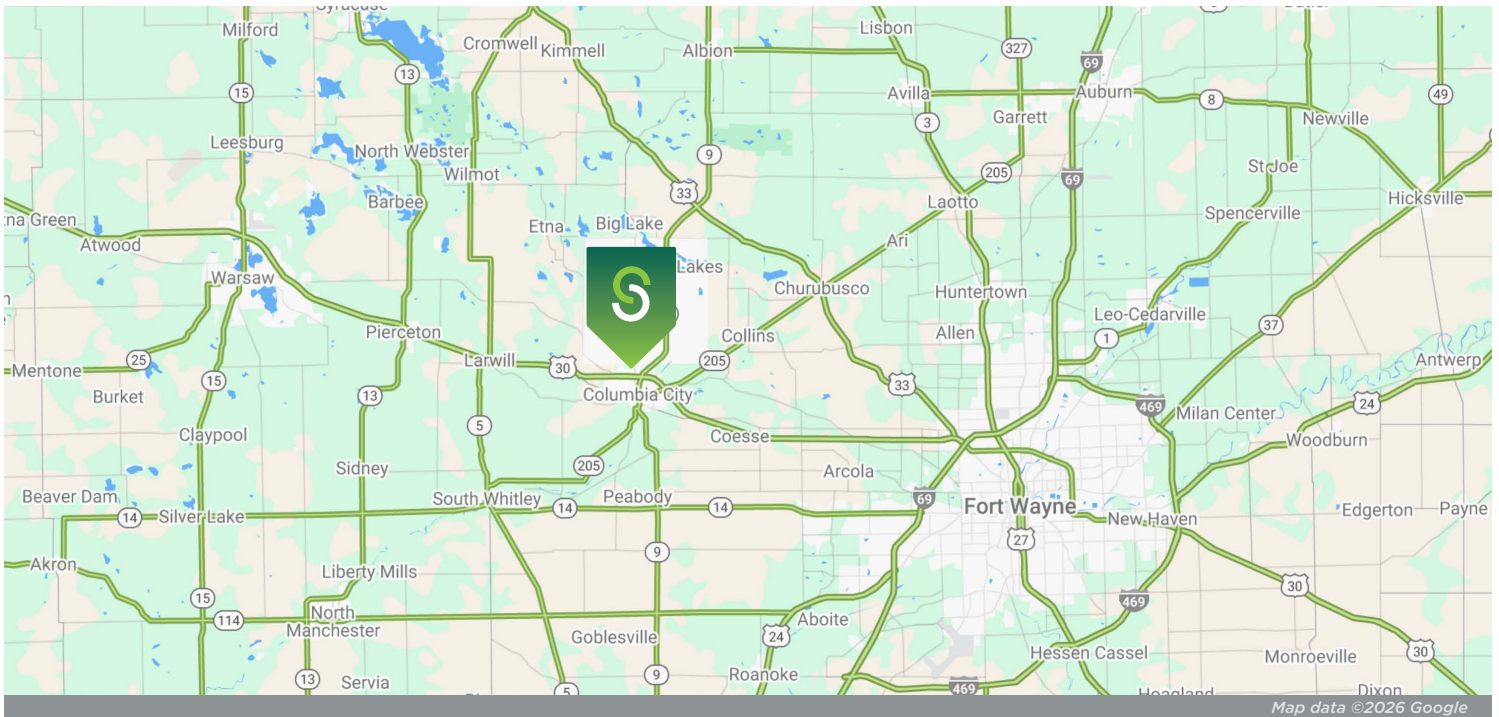 Syracuse
Milford
Cromwell
Kimmell
Albion
Lisbon
327
69
13
15
Avilla
Auburn
8
49
Garrett
3
Newville
Leesburg
North Webster
9
205
St Joe
Wilmot
69
33
Barbee
Laotto
Hicksville
na Green
Etna
Big Lake
Spencerville
Atwood
Ari
Lakes
Warsaw
Churubusco
Huntertown
S
Leo-Cedarville
37
Pierceton
Collins
Allen
1
25
Larwill
30
205
Antwerp
Mentone
15
33
13
Columbia City
Burket
469
24
Milan Center
5
Claypool
Coesse
Woodburn
Sidney
205
Arcola
Beaver Dam
South Whitley
Peabody
69
Fort Wayne
14
Silver Lake
14
14
New Haven
Edgerton
Payne
27
9
Akron
Liberty Mills
30
15
469
114
North
Manchester
Aboite
Goblesville
24
Hessen Cassel
30
Monroeville
13
Servia
9
Roanoke
5
469
Hoagland
Dixon
Map data ©2026 Google